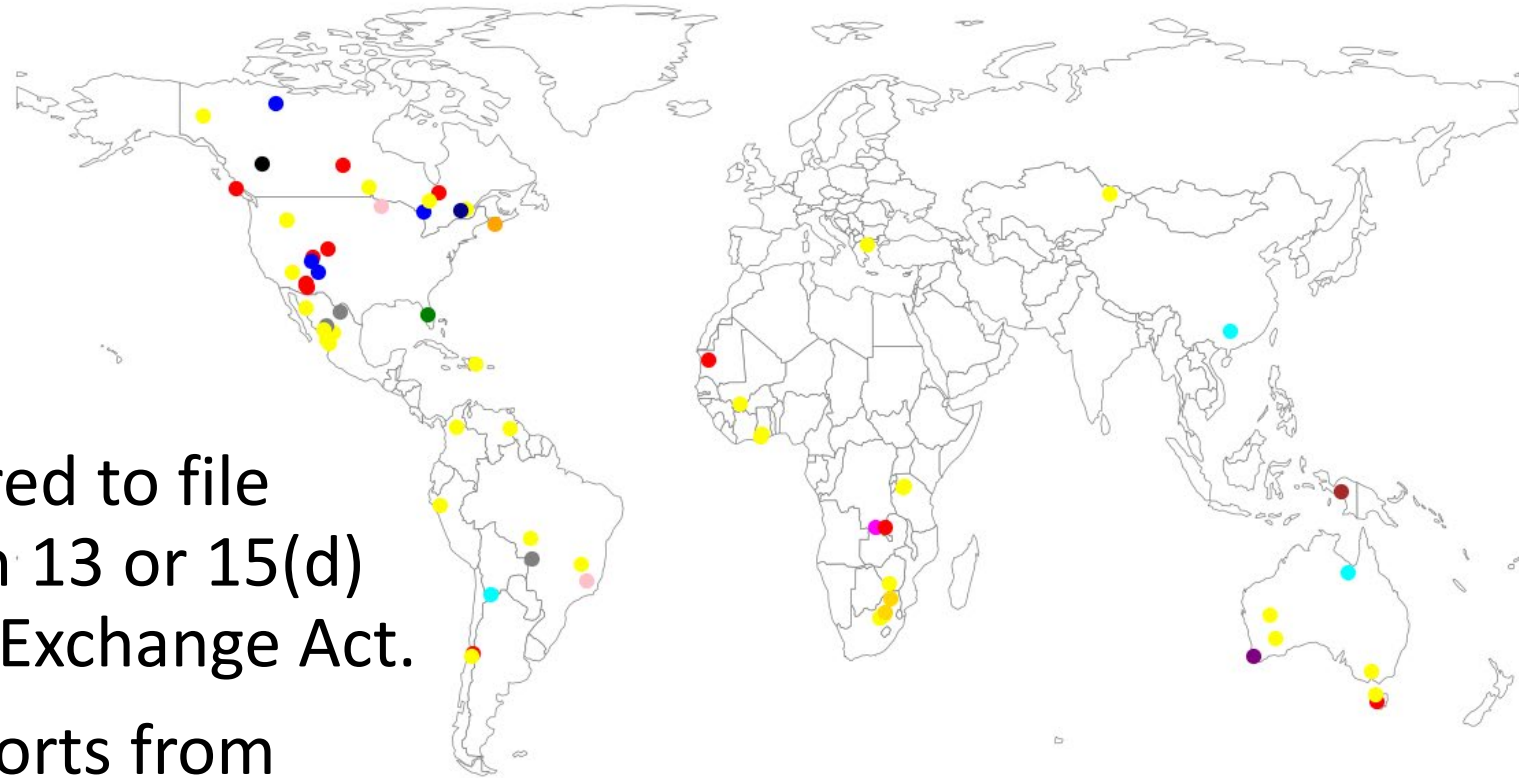 red to file
13 or 15(d)
Exchange Act.
orts from